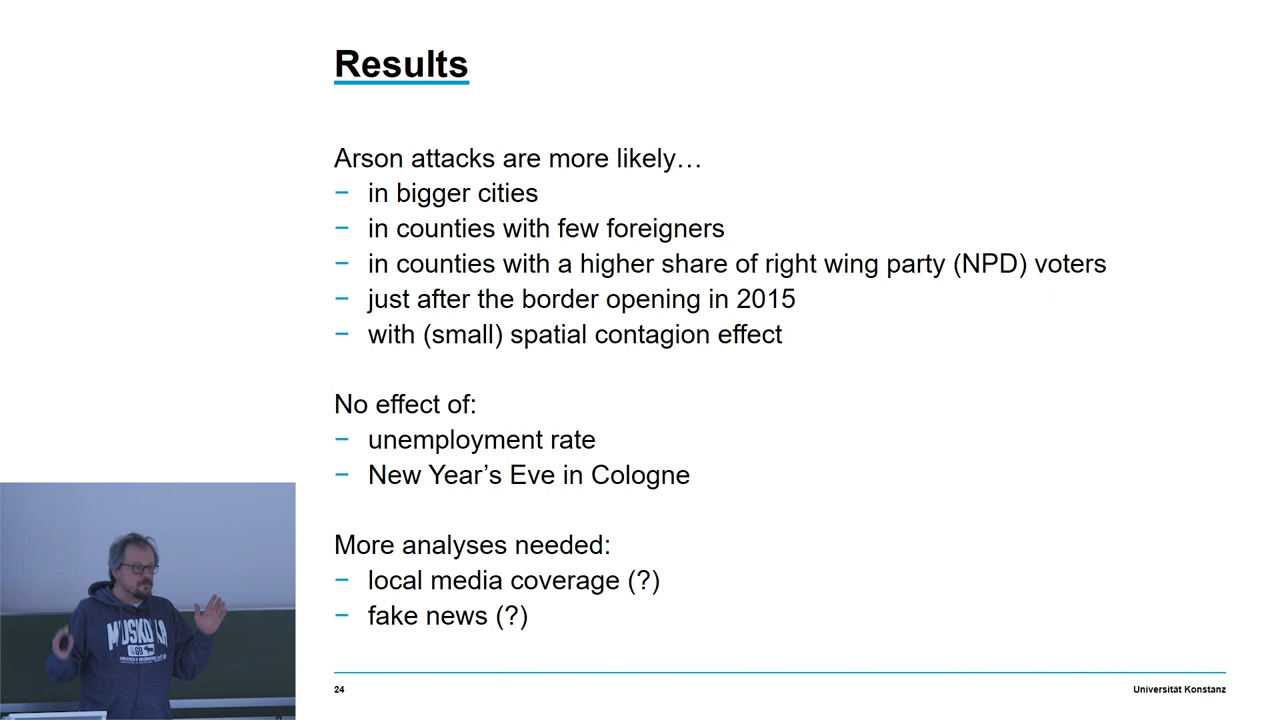 Results
Arson attacks are more likely…
− in bigger cities
− in counties with few foreigners
− in counties with a higher share of right wing party (NPD) voters
− just after the border opening in 2015
− with (small) spatial contagion effect
No effect of:
− unemployment rate
− New Year’s Eve in Cologne
More analyses needed:
− local media coverage (?)
− fake news (?)
24
Universität Konstanz